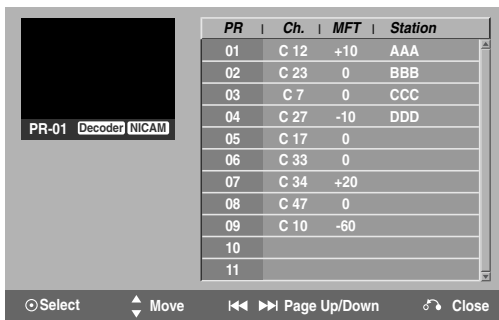 PR | Ch. | MFT | Station
01 C 12 +10 AAA
02 C 23 0 BBB
03 C 7 0 CCC
04 C 27 -10 DDD
05 C 17 0
06 C 33 0
07 C 34 +20
08 C 47 0
09 C 10 -60
10
11
PR-01 Decoder NICAM
Select Move Page Up/Down Close